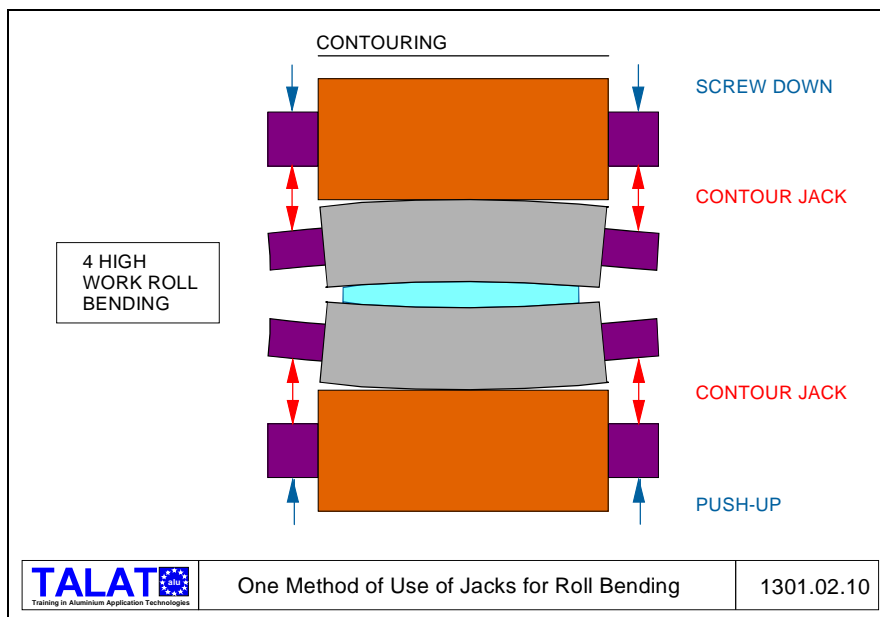 CONTOURING
SCREW DOWN
CONTOUR JACK
4 HIGH
WORK ROLL
BENDING
CONTOUR JACK
PUSH-UP
TALAT
alu
Training in Aluminium Application Technologies
One Method of Use of Jacks for Roll Bending
1301.02.10